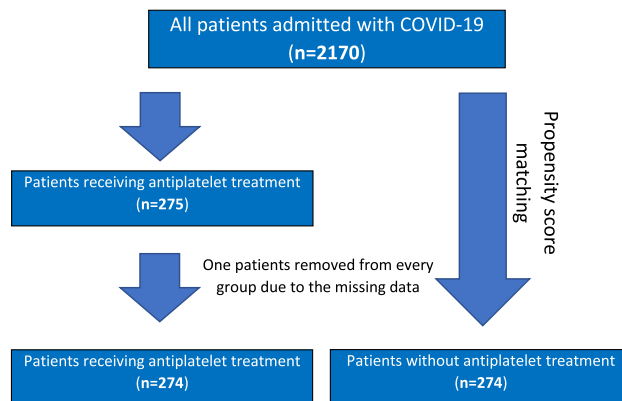 All patients admitted with COVID-19
(n=2170)
Propensity score
matching
Patients receiving antiplatelet treatment
(n=275)
One patients removed from every
group due to the missing data
Patients receiving antiplatelet treatment
(n=274)
Patients without antiplatelet treatment
(n=274)